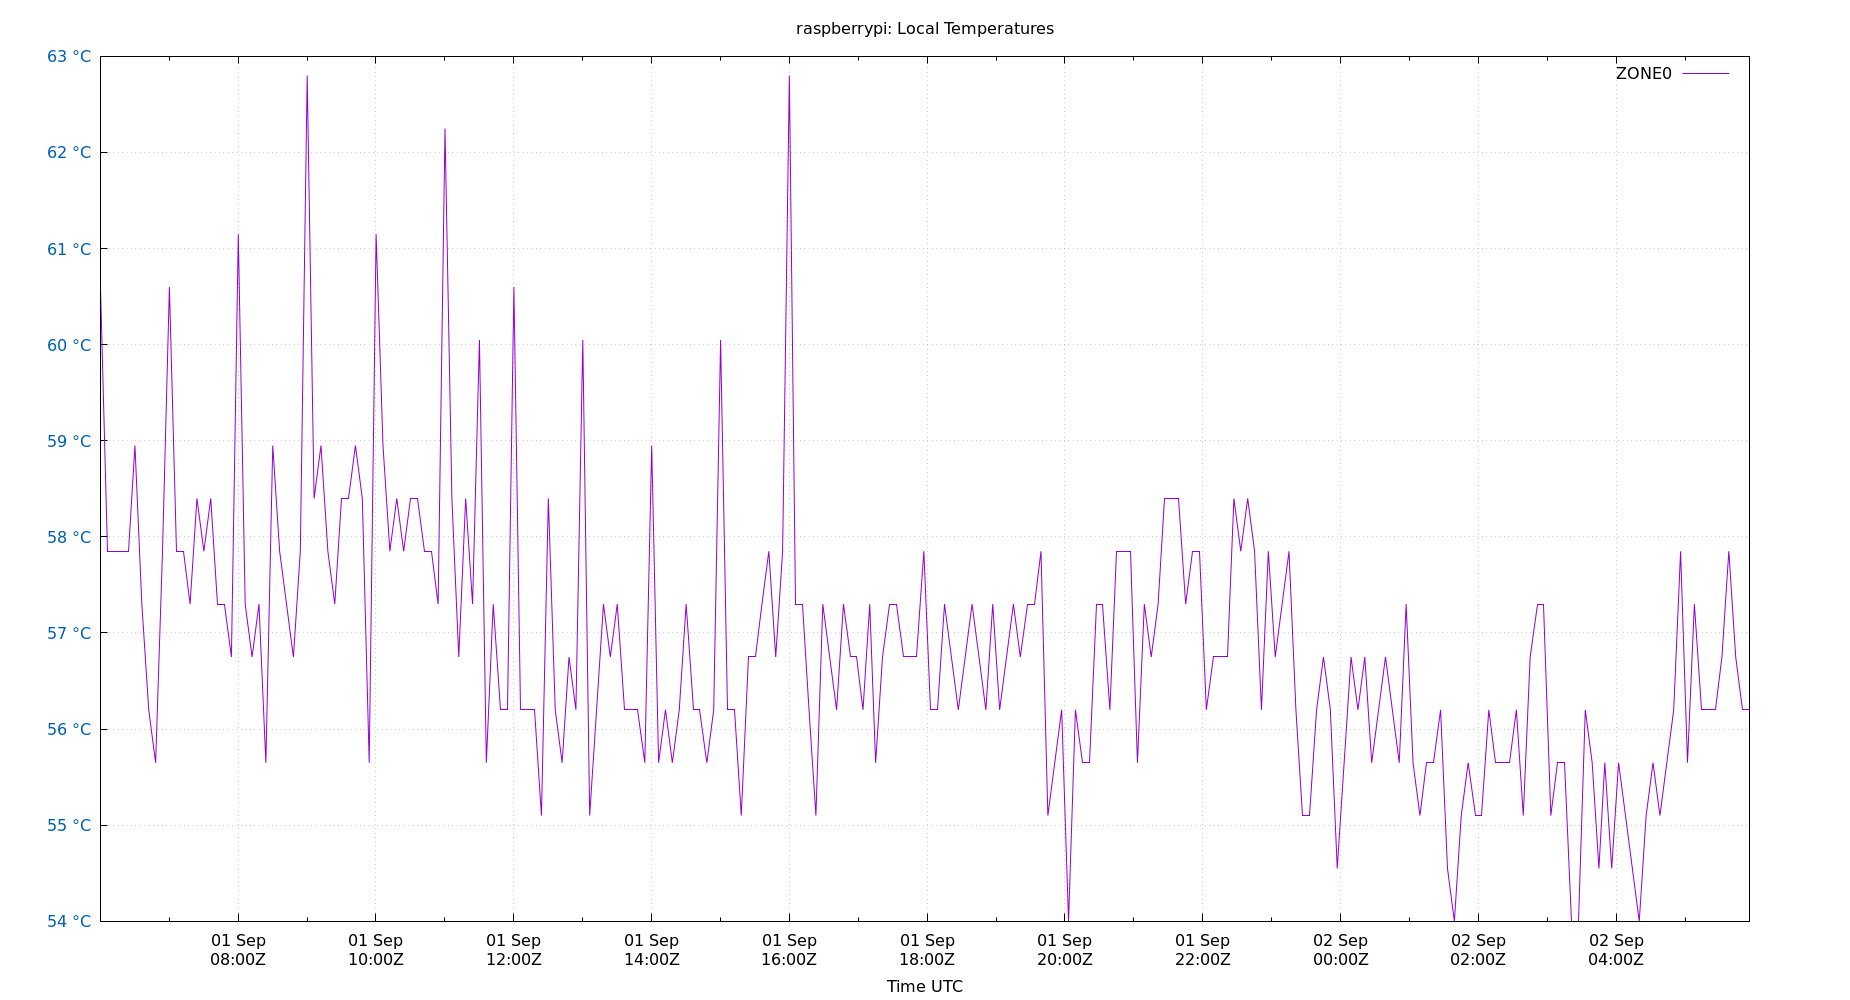 raspberrypi: Local Temperatures
63 °C
62 °C
61 °C
60 °C
59 °C
58 °C
57 °C
56 °C
55 °C
54 °C
ZONE0
01 Sep
08:00Z
01 Sep
10:00Z
01 Sep
12:00Z
01 Sep
14:00Z
01 Sep
16:00Z
01 Sep
18:00Z
01 Sep
20:00Z
01 Sep
22:00Z
02 Sep
00:00Z
02 Sep
02:00Z
02 Sep
04:00Z
Time UTC